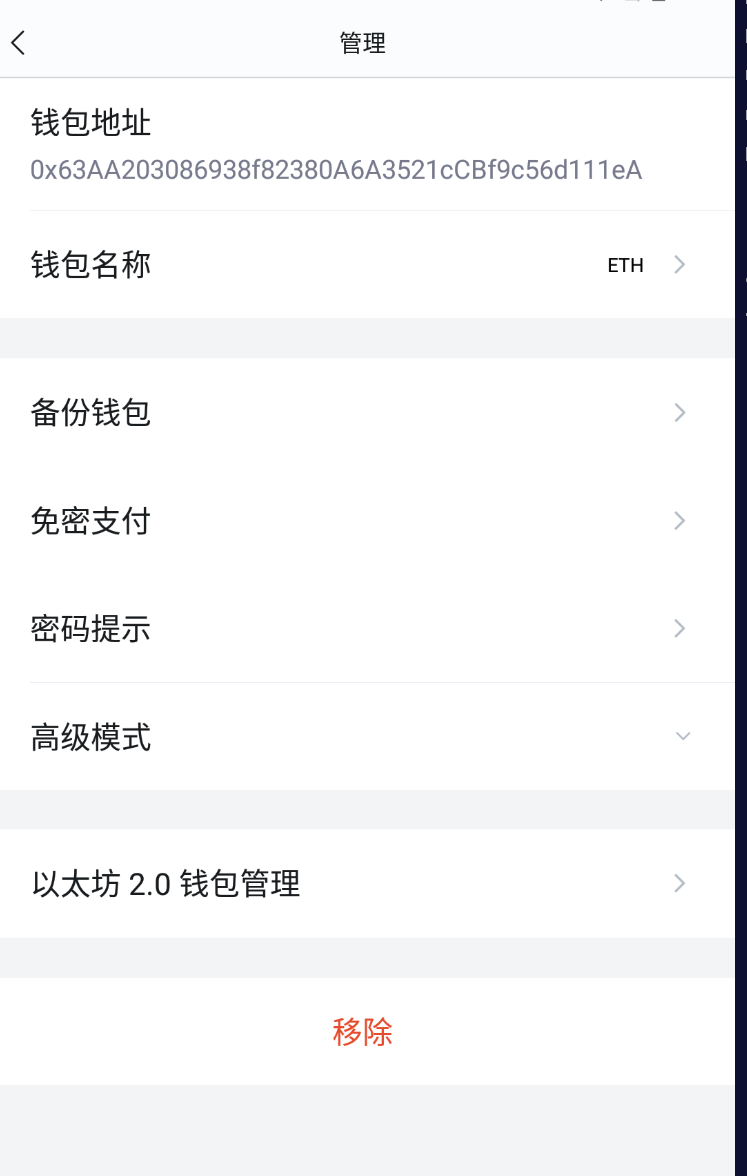 管理
钱包地址
0x63AA203086938f82380A6A3521cCBf9c56d111eA
钱包名称
ETH
备份钱包
免密支付
密码提示
高级模式
以太坊 2.0 钱包管理
移除